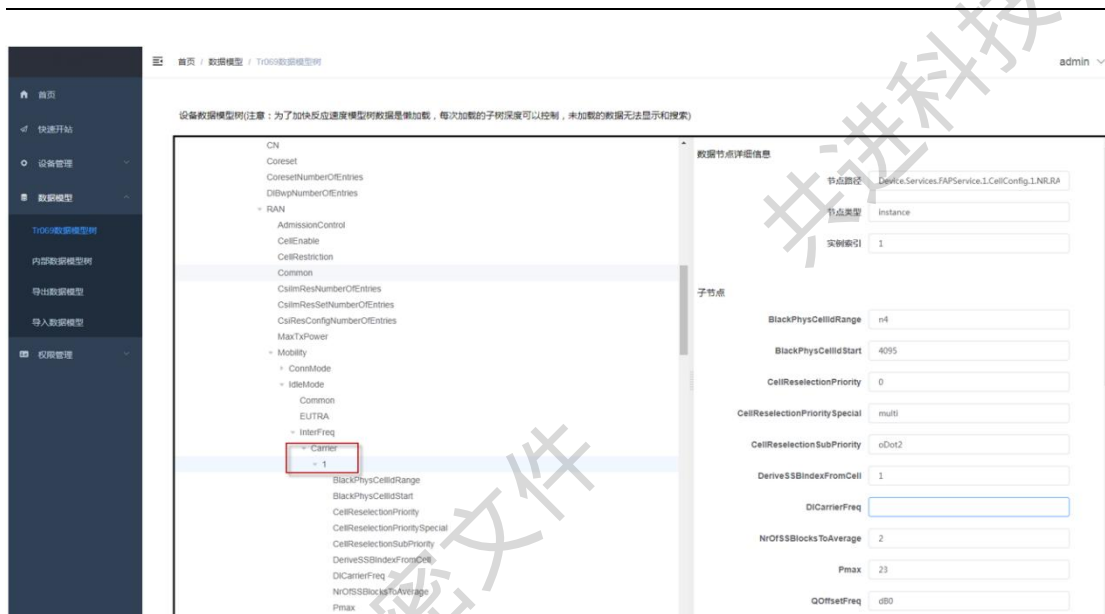 首页 / 数据模型 / Tr069数据模型树
admin
首页
快速开站
设备管理
数据模型
Tr069数据模型树
内部数据模型树
导出数据模型
导入数据模型
权限管理
设备数据模型树(注意：为了加快反应速度模型树数据是懒加载，每次加载的子树深度可以控制，未加载的数据无法显示和搜索)
CN
Coreset
CoresetNumberOfEntries
DlBwpNumberOfEntries
RAN
AdmissionControl
CellEnable
CellRestriction
Common
CsiImResNumberOfEntries
CsiImResSetNumberOfEntries
CsiResConfigNumberOfEntries
MaxTxPower
Mobility
ConnMode
IdleMode
Common
EUTRA
InterFreq
Carrier
1
BlackPhysCellIdRange
BlackPhysCellIdStart
CellReselectionPriority
CellReselectionPrioritySpecial
CellReselectionSubPriority
DeriveSSBIndexFromCell
DlCarrierFreq
NrOfSSBlocksToAverage
Pmax
数据节点详细信息
节点路径 Device.Services.FAPService.1.CellConfig.1.NR.RA
节点类型 instance
实例索引 1
子节点
BlackPhysCellIdRange n4
BlackPhysCellIdStart 4095
CellReselectionPriority 0
CellReselectionPrioritySpecial multi
CellReselectionSubPriority oDot2
DeriveSSBIndexFromCell 1
DlCarrierFreq
NrOfSSBlocksToAverage 2
Pmax 23
QOffsetFreq dB0
共进科技
密文件